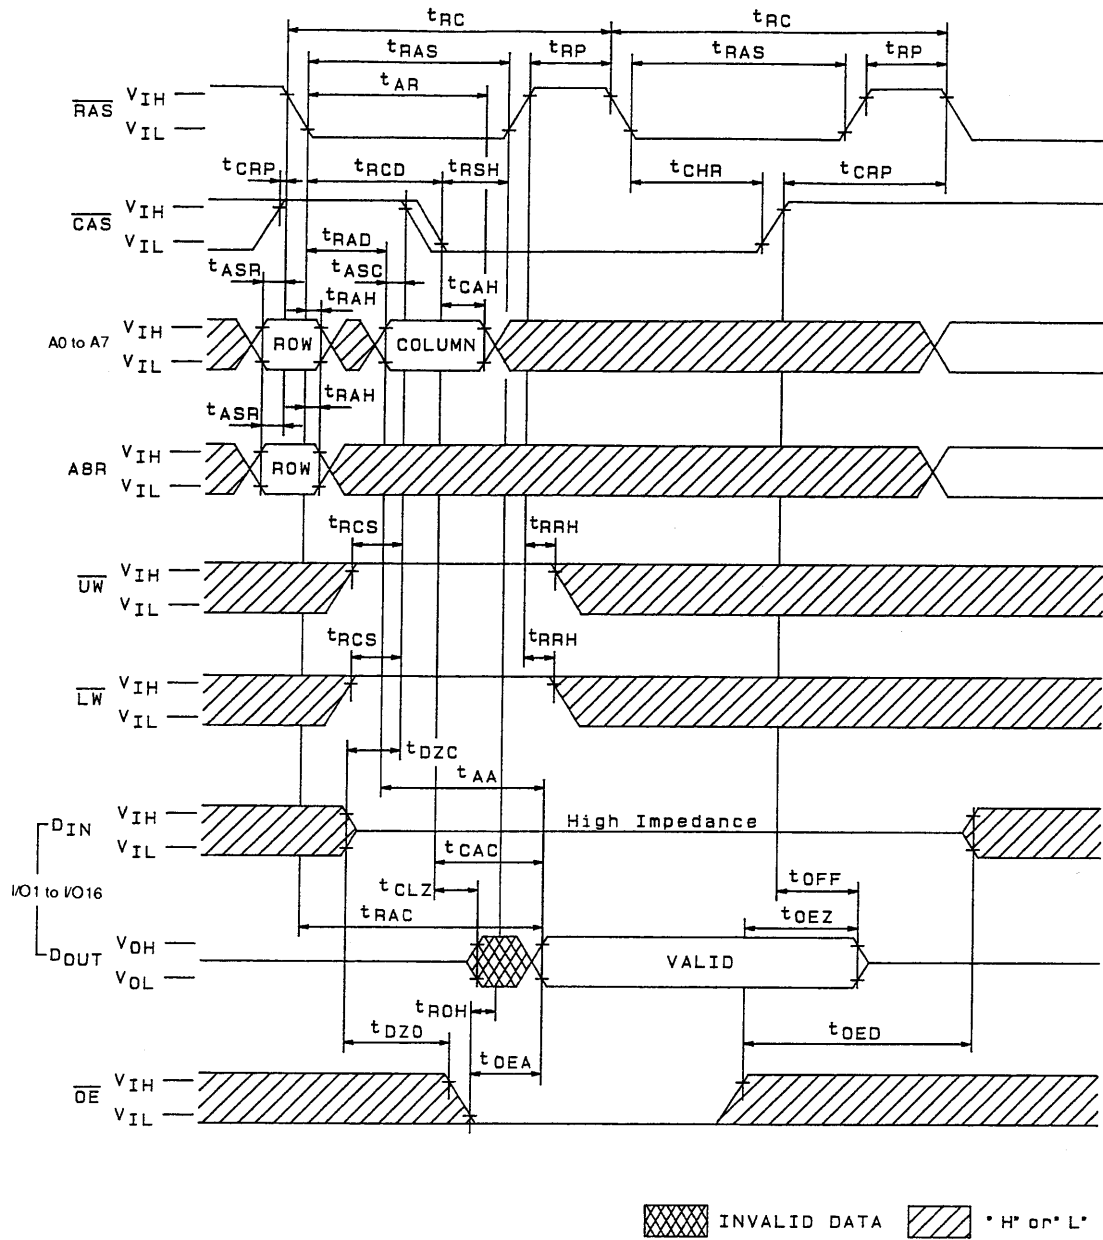 tRC tRC
tRAS tRP tRAS tRP
tAR
RAS VIH
VIL
tCRP tRCD tRSH tCHR tCRP
CAS VIH
VIL
tRAD
tASR tASC tCAH
tRAH
A0 to A7 VIH
ROW COLUMN
VIL
tRAH
tASR
A8R VIH
ROW
VIL
tRCS tRRH
UW VIH
VIL
tRCS tRRH
LW VIH
VIL
tDZC
tAA
DIN VIH
High Impedance
VIL
tCAC
I/O1 to I/O16
tCLZ tOFF
tRAC tOEZ
DOUT VOH
VALID
VOL
tROH
tDZO tOED
tOEA
OE VIH
VIL
INVALID DATA "H" or "L"